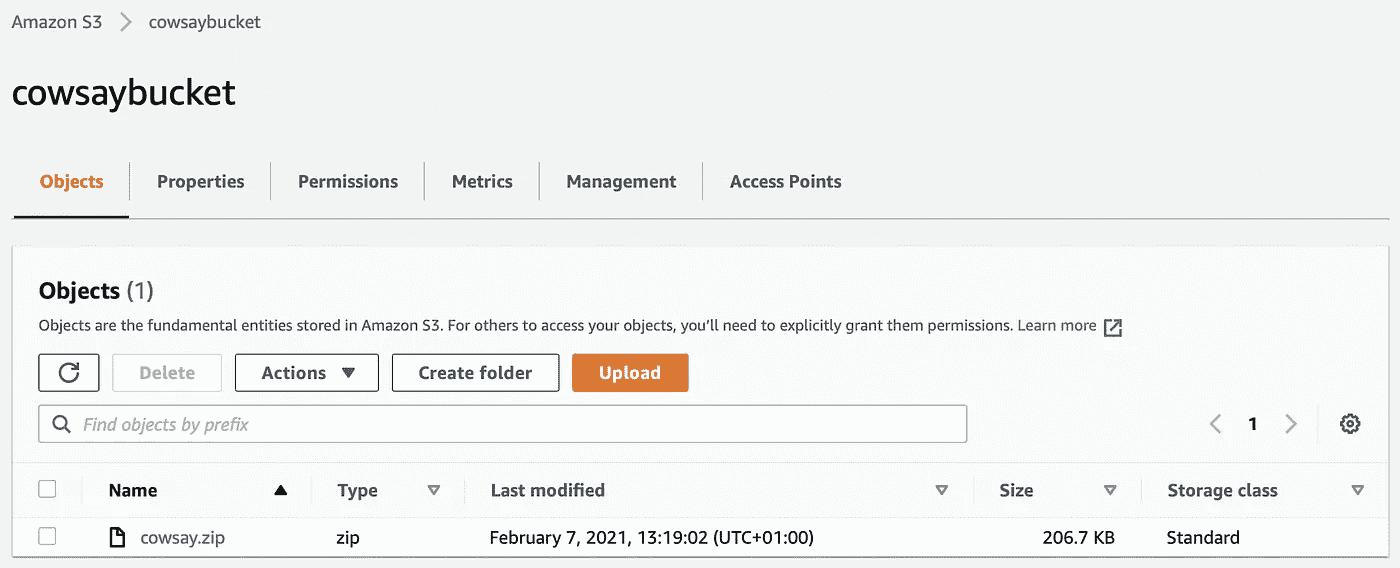 Amazon S3 cowsaybucket
cowsaybucket
Objects Properties Permissions Metrics Management Access Points
Objects (1)
Objects are the fundamental entities stored in Amazon S3. For others to access your objects, you'll need to explicitly grant them permissions. Learn more
Delete Actions Create folder Upload
Find objects by prefix 1
Name Type Last modified Size Storage class
cowsay.zip zip February 7, 2021, 13:19:02 (UTC+01:00) 206.7 KB Standard